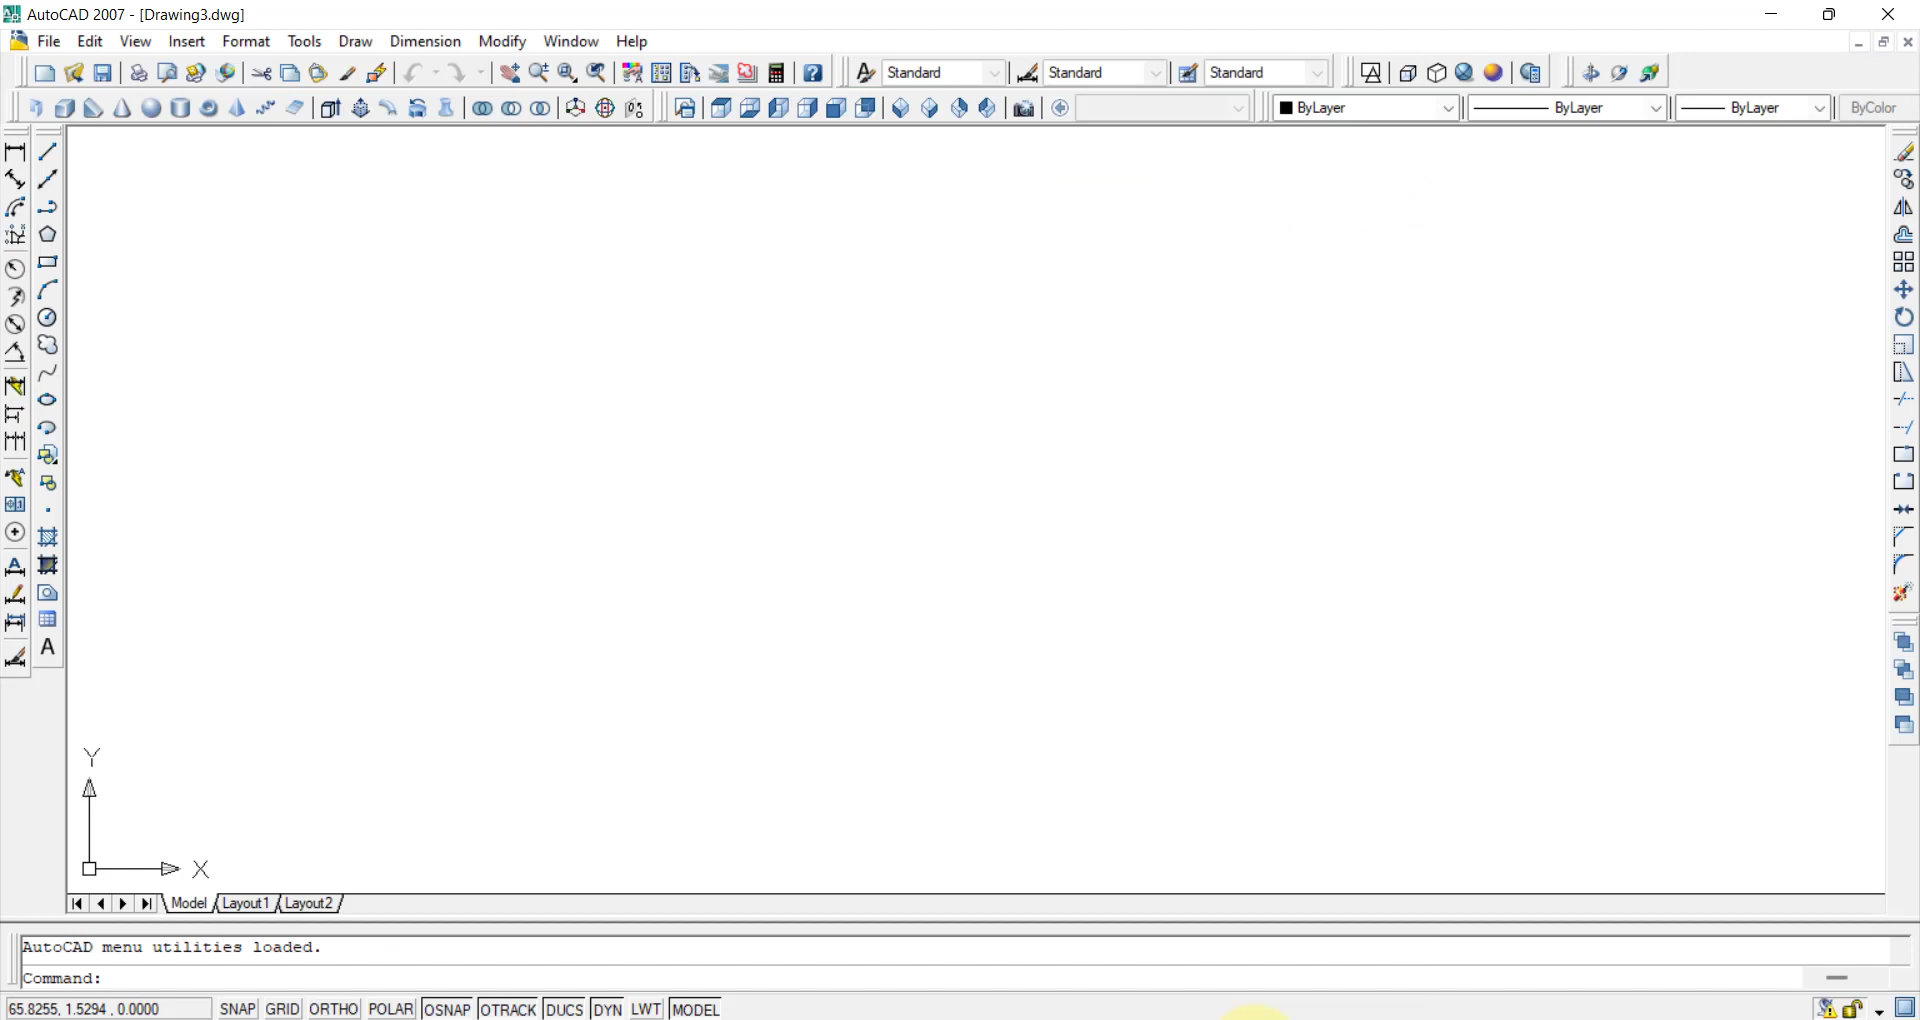 AutoCAD 2007 - [Drawing3.dwg]
File Edit View Insert Format Tools Draw Dimension Modify Window Help
Standard Standard Standard
ByLayer ByLayer ByLayer ByColor
Y
X
Model Layout1 Layout2
AutoCAD menu utilities loaded.
Command:
65.8255, 1.5294 , 0.0000 SNAP GRID ORTHO POLAR OSNAP OTRACK DUCS DYN LWT MODEL